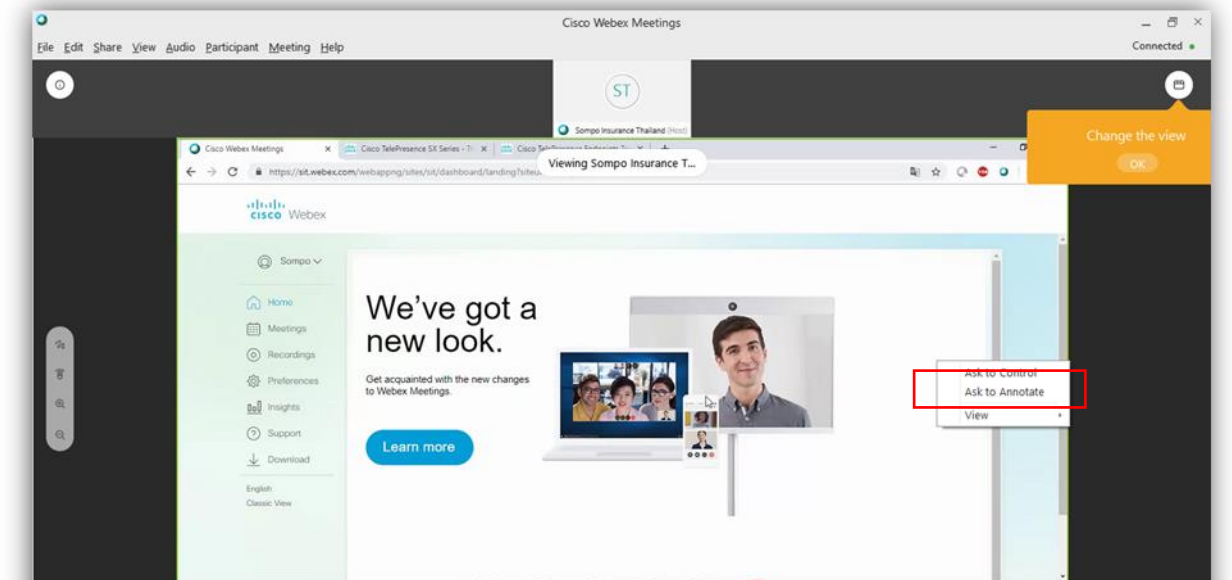 Cisco Webex Meetings
File Edit Share View Audio Participant Meeting Help
Connected
ST
Sompo Insurance Thailand (Host)
Change the view
OK
Cisco Webex Meetings
Cisco TelePresence SX Series - T
Cisco TelePresence Endpoints
Viewing Sompo Insurance T...
https://sit.webex.com/webappng/sites/sit/dashboard/landing?siteu
CISCO Webex
Sompo
Home
Meetings
Recordings
Preferences
Insights
Support
Download
English
Classic View
We've got a
new look.
Get acquainted with the new changes
to Webex Meetings.
Learn more
Ask to Control
Ask to Annotate
View